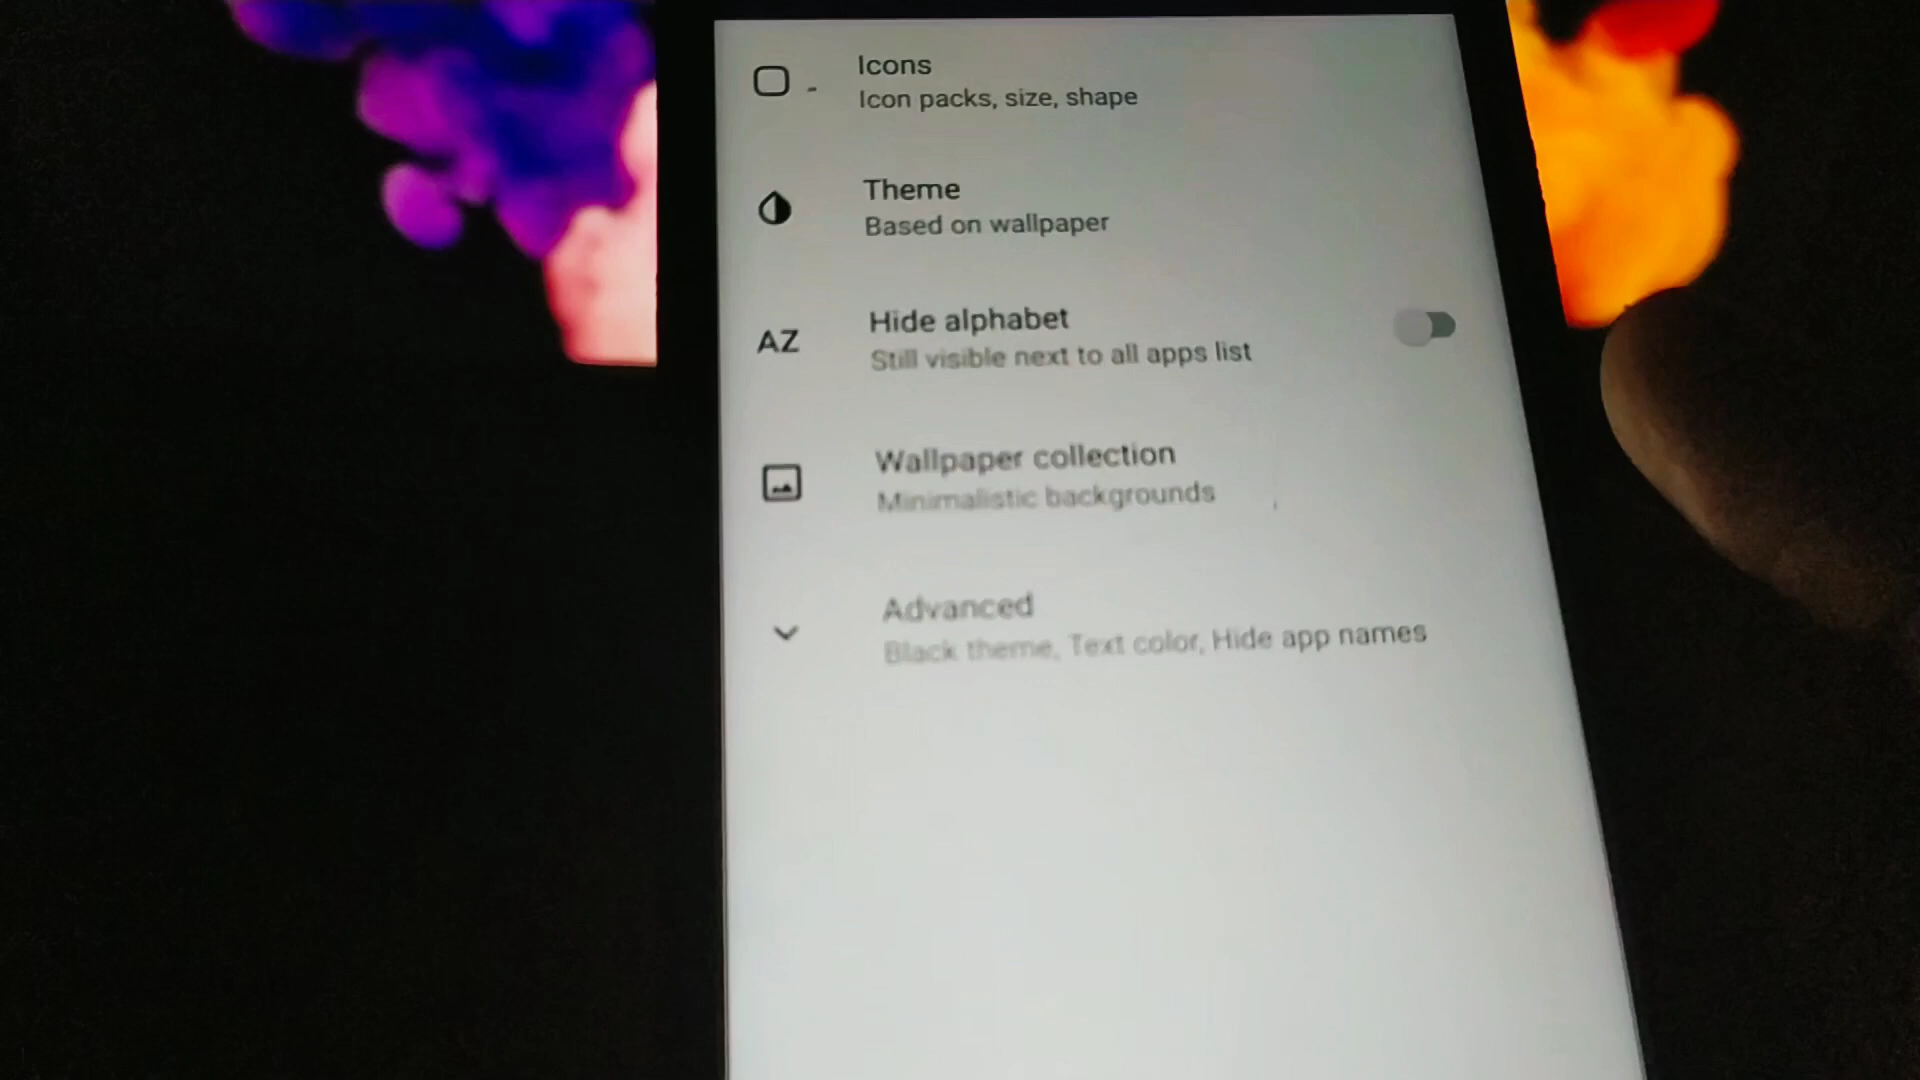 Icons
Icon packs, size, shape
Theme
Based on wallpaper
AZ
Hide alphabet
Still visible next to all apps list
Wallpaper collection
Minimalistic backgrounds
Advanced
Black theme, Text color, Hide app names